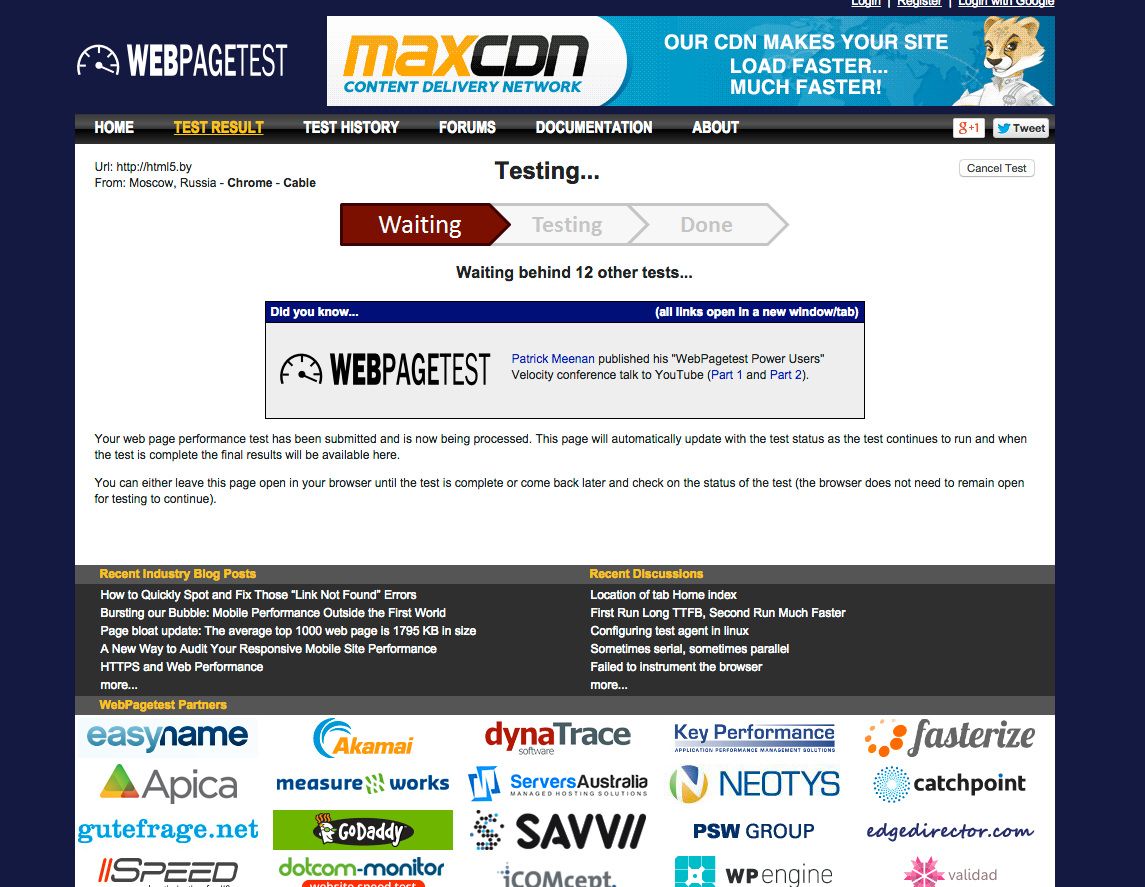 Login | Register | Login with Google
WEBPAGETEST
maxcdn
CONTENT DELIVERY NETWORK
OUR CDN MAKES YOUR SITE
LOAD FASTER...
MUCH FASTER!
HOME TEST RESULT TEST HISTORY FORUMS DOCUMENTATION ABOUT
g+1 Tweet
Url: http://html5.by
From: Moscow, Russia - Chrome - Cable
Testing...
Cancel Test
Waiting Testing Done
Waiting behind 12 other tests...
Did you know... (all links open in a new window/tab)
WEBPAGETEST
Patrick Meenan published his "WebPagetest Power Users"
Velocity conference talk to YouTube (Part 1 and Part 2).
Your web page performance test has been submitted and is now being processed. This page will automatically update with the test status as the test continues to run and when
the test is complete the final results will be available here.
You can either leave this page open in your browser until the test is complete or come back later and check on the status of the test (the browser does not need to remain open
for testing to continue).
Recent Industry Blog Posts
How to Quickly Spot and Fix Those “Link Not Found” Errors
Bursting our Bubble: Mobile Performance Outside the First World
Page bloat update: The average top 1000 web page is 1795 KB in size
A New Way to Audit Your Responsive Mobile Site Performance
HTTPS and Web Performance
more...
Recent Discussions
Location of tab Home index
First Run Long TTFB, Second Run Much Faster
Configuring test agent in linux
Sometimes serial, sometimes parallel
Failed to instrument the browser
more...
WebPagetest Partners
easyname
Akamai
dynaTrace
software
Key Performance
APPLICATION PERFORMANCE MANAGEMENT SOLUTIONS
fasterize
Apica
measure works
ServersAustralia
MANAGED HOSTING SOLUTIONS
NEOTYS
catchpoint
gutefrage.net
GoDaddy
SAVVII
PSW GROUP
edgedirector.com
SPEED
dotcom-monitor
website speed test
iCOMcept.
WP engine
validad